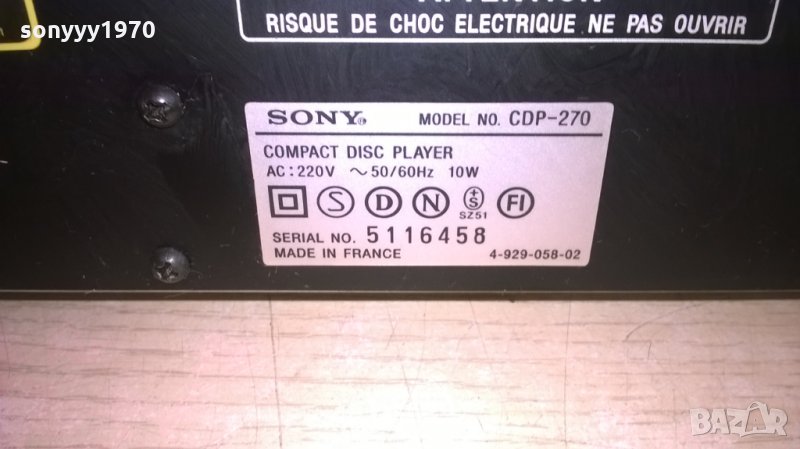 sonyyy1970
ATTENTION
RISQUE DE CHOC ELECTRIQUE NE PAS OUVRIR
SONY® MODEL NO. CDP-270
COMPACT DISC PLAYER
AC:220V ~50/60Hz 10W
S D N +S FI
SZ51
SERIAL NO. 5116458
MADE IN FRANCE 4-929-058-02
BAZAR